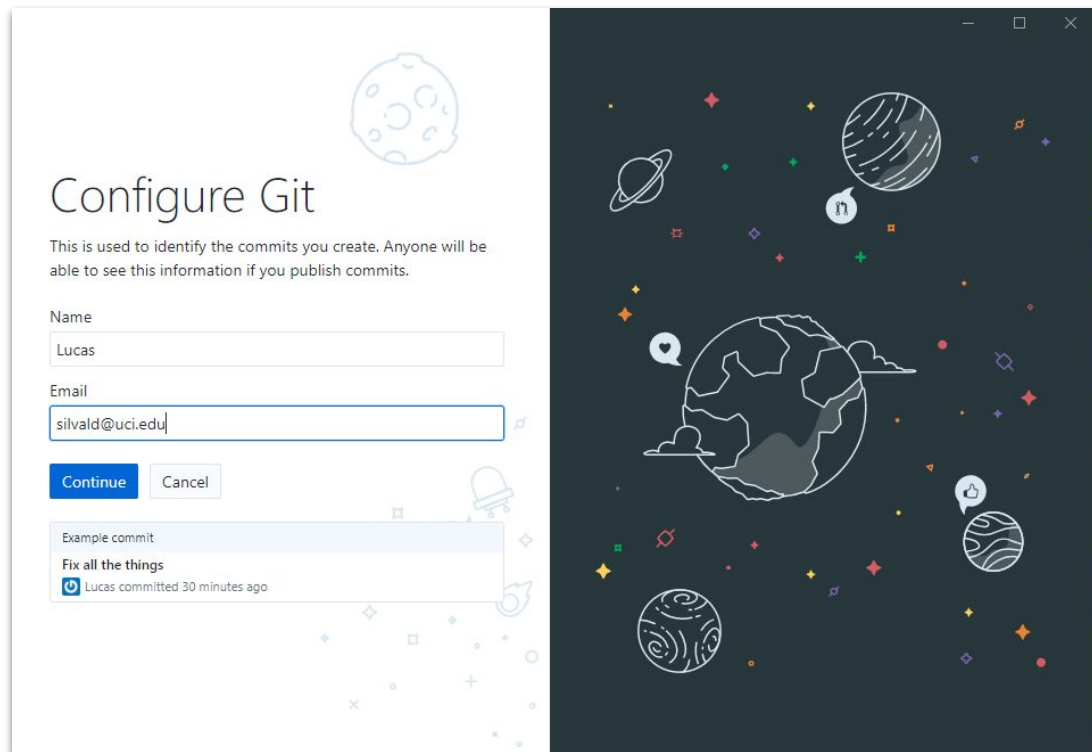 Configure Git
This is used to identify the commits you create. Anyone will be
able to see this information if you publish commits.
Name
Lucas
Email
silvald@uci.edu
Continue Cancel
Example commit
Fix all the things
Lucas committed 30 minutes ago